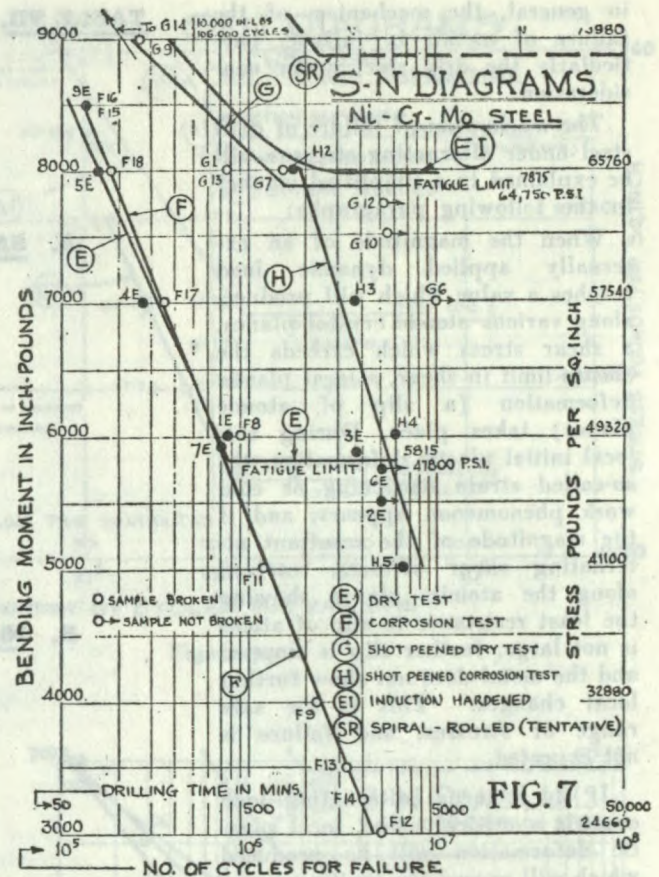 TO G14 110,000 IN-LBS
106,000 CYCLES
9000
G9
73980
SR
S-N DIAGRAMS
Ni-Cr-Mo STEEL
9E
F16
F15
G
EI
8000
5E
F18
G1
G13
G7
H2
65760
FATIGUE LIMIT 7875
64,750 P.S.I.
F
G12
G10
E
H
7000
4E
F17
H3
G6
57540
6000
1E
F8
E
3E
H4
49320
7E
FATIGUE LIMIT
5815
41800 P.S.I.
6E
2E
5000
F11
H5
41100
SAMPLE BROKEN
SAMPLE NOT BROKEN
E DRY TEST
F CORROSION TEST
G SHOT PEENED DRY TEST
H SHOT PEENED CORROSION TEST
EI INDUCTION HARDENED
SR SPIRAL-ROLLED (TENTATIVE)
F
4000
F9
32880
F13
FIG. 7
DRILLING TIME IN MINS.
F14
50
500
5000
50,000
3000
F12
24660
10⁵
10⁶
10⁷
10⁸
NO. OF CYCLES FOR FAILURE
BENDING MOMENT IN INCH-POUNDS
STRESS POUNDS PER SQ. INCH